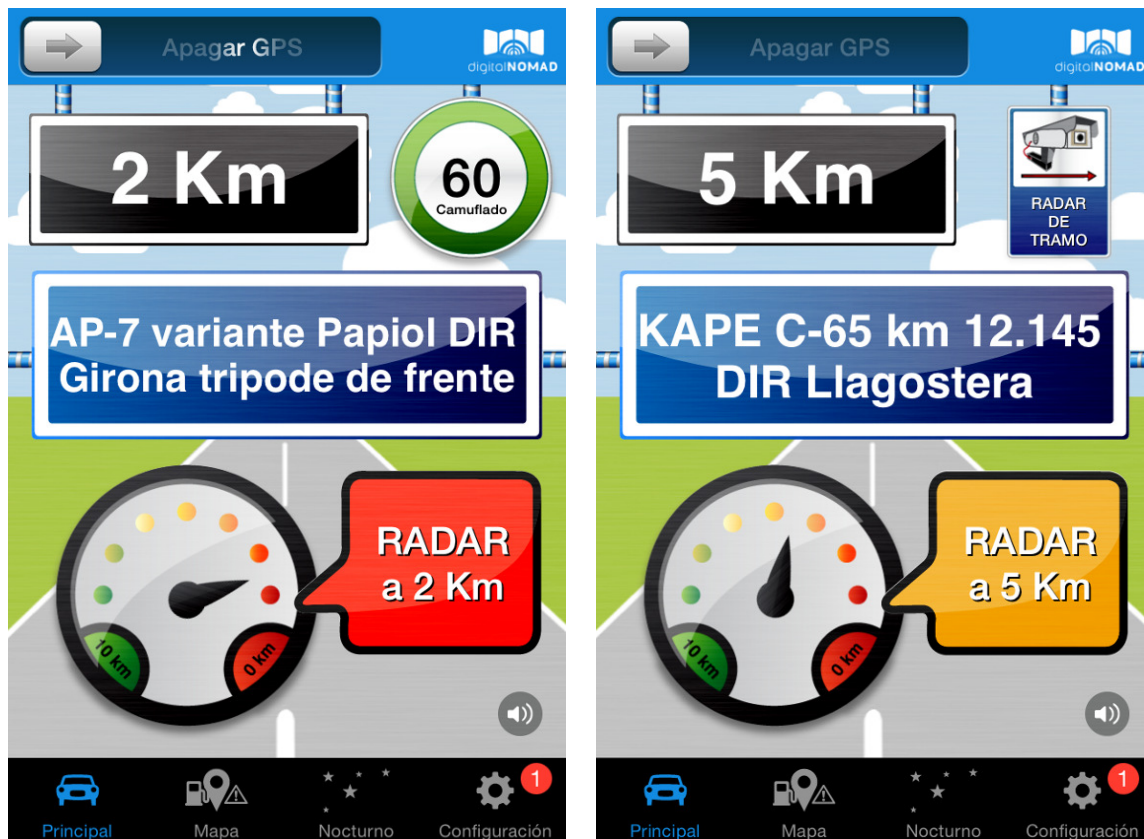 Apagar GPS
digitalNOMAD
2 Km
60
Camuflado
AP-7 variante Papiol DIR
Girona tripode de frente
RADAR
a 2 Km
10 km
0 km
1
Principal
Mapa
Nocturno
Configuración
Apagar GPS
digitalNOMAD
5 Km
RADAR
DE
TRAMO
KAPE C-65 km 12.145
DIR Llagostera
RADAR
a 5 Km
10 km
0 km
1
Principal
Mapa
Nocturno
Configuración